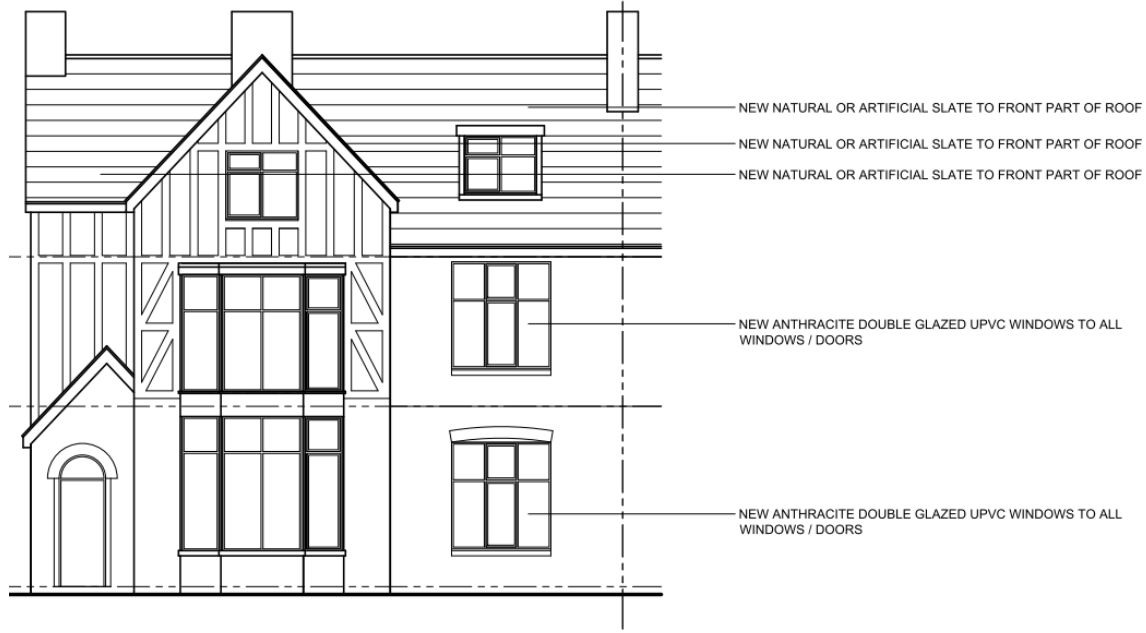 NEW NATURAL OR ARTIFICIAL SLATE TO FRONT PART OF ROOF
NEW NATURAL OR ARTIFICIAL SLATE TO FRONT PART OF ROOF
NEW NATURAL OR ARTIFICIAL SLATE TO FRONT PART OF ROOF
NEW ANTHRACITE DOUBLE GLAZED UPVC WINDOWS TO ALL
WINDOWS / DOORS
NEW ANTHRACITE DOUBLE GLAZED UPVC WINDOWS TO ALL
WINDOWS / DOORS